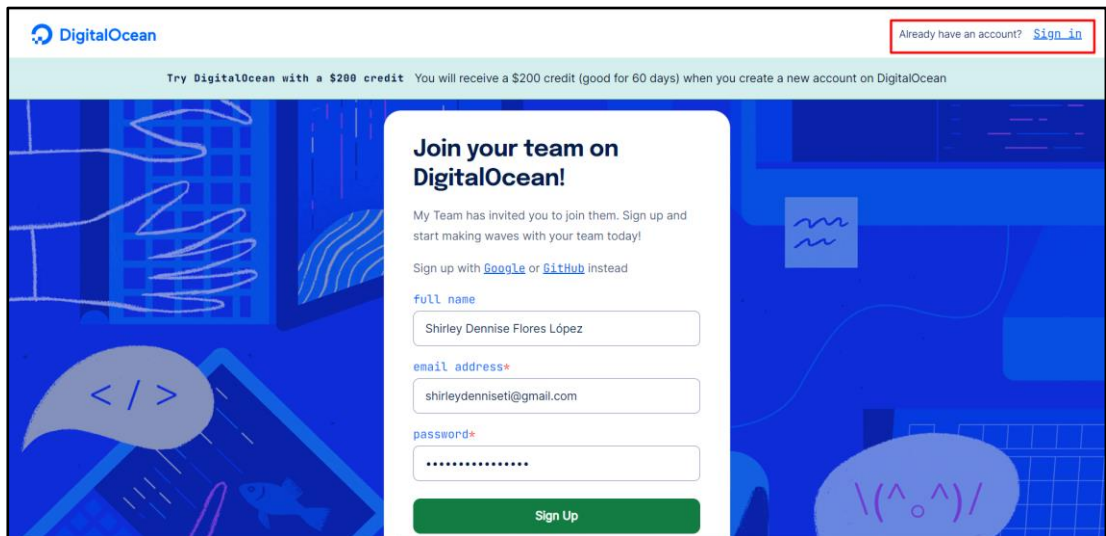 DigitalOcean
Already have an account? Sign in
Try DigitalOcean with a $200 credit You will receive a $200 credit (good for 60 days) when you create a new account on DigitalOcean
Join your team on
DigitalOcean!
My Team has invited you to join them. Sign up and
start making waves with your team today!
Sign up with Google or GitHub instead
full name
Shirley Dennise Flores López
email address*
shirleydenniseti@gmail.com
password*
••••••••••••••••
Sign Up
</ >
\(^o^)/